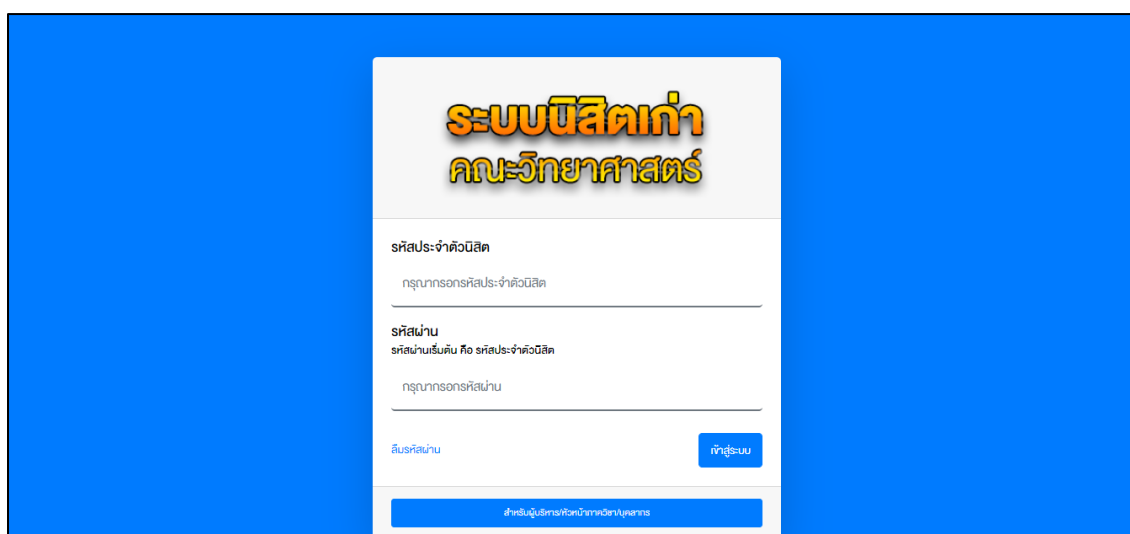 ระบบนิสิตเก่า
คณะวิทยาศาสตร์
รหัสประจำตัวนิสิต
กรุณากรอกรหัสประจำตัวนิสิต
รหัสผ่าน
รหัสผ่านเริ่มต้น คือ รหัสประจำตัวนิสิต
กรุณากรอกรหัสผ่าน
ลืมรหัสผ่าน
เข้าสู่ระบบ
สำหรับผู้บริหาร/หัวหน้าภาควิชา/บุคลากร